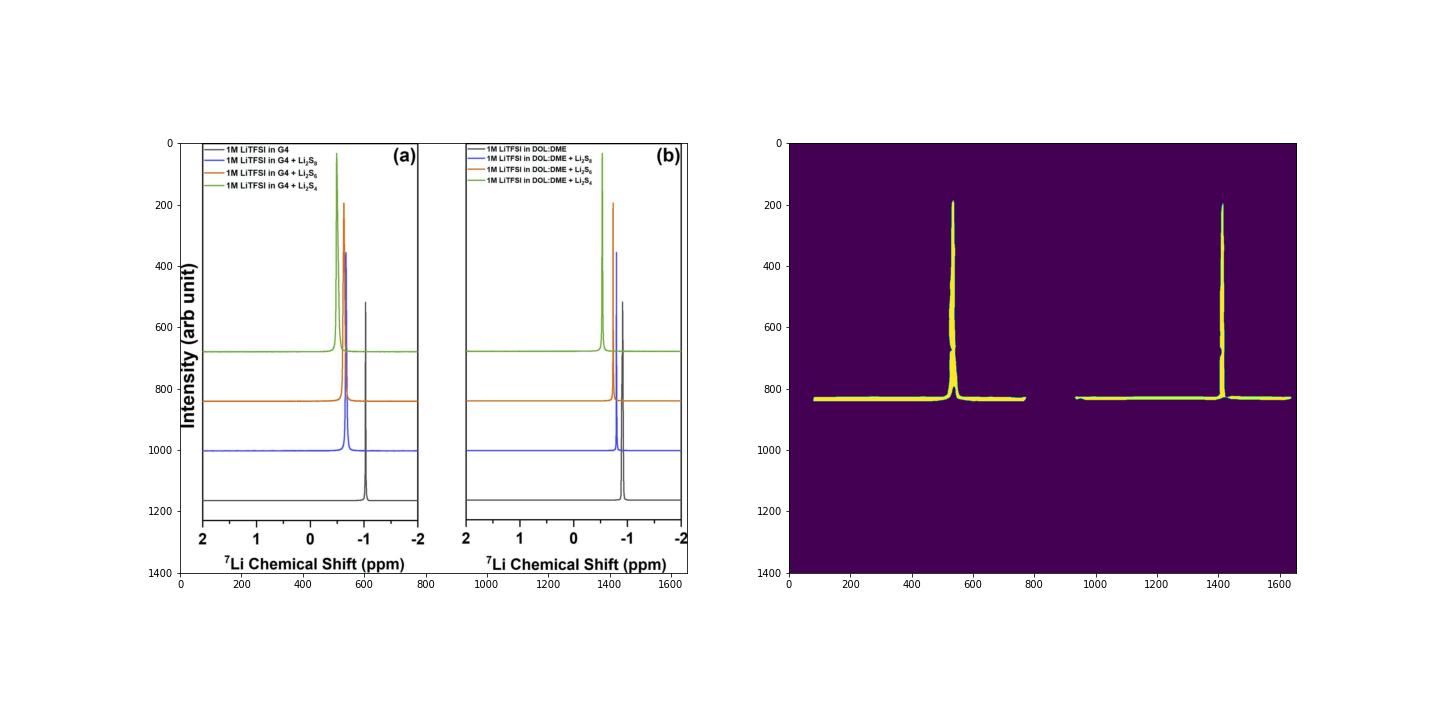 0
200
400
600
800
1000
1200
1400
Intensity (arb unit)
1M LiTFSI in G4
1M LiTFSI in G4 + Li₂S₈
1M LiTFSI in G4 + Li₂S₆
1M LiTFSI in G4 + Li₂S₄
(a)
2 1 0 -1 -2
⁷Li Chemical Shift (ppm)
1M LiTFSI in DOL:DME
1M LiTFSI in DOL:DME + Li₂S₈
1M LiTFSI in DOL:DME + Li₂S₆
1M LiTFSI in DOL:DME + Li₂S₄
(b)
2 1 0 -1 -2
⁷Li Chemical Shift (ppm)
0 200 400 600 800 1000 1200 1400 1600
0
200
400
600
800
1000
1200
1400
0 200 400 600 800 1000 1200 1400 1600